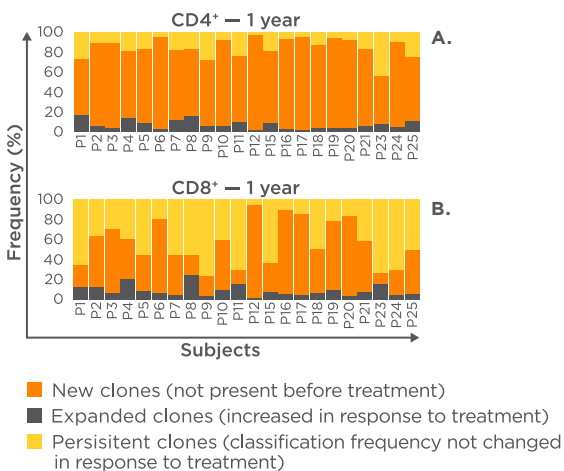 CD4+ — 1 year
A.
Frequency (%)
100
80
60
40
20
0
P1 P2 P3 P4 P5 P6 P7 P8 P9 P10 P11 P12 P15 P16 P17 P18 P19 P20 P21 P23 P24 P25
CD8+ — 1 year
B.
100
80
60
40
20
0
P1 P2 P3 P4 P5 P6 P7 P8 P9 P10 P11 P12 P15 P16 P17 P18 P19 P20 P21 P23 P24 P25
Subjects
New clones (not present before treatment)
Expanded clones (increased in response to treatment)
Persisitent clones (classification frequency not changed
in response to treatment)